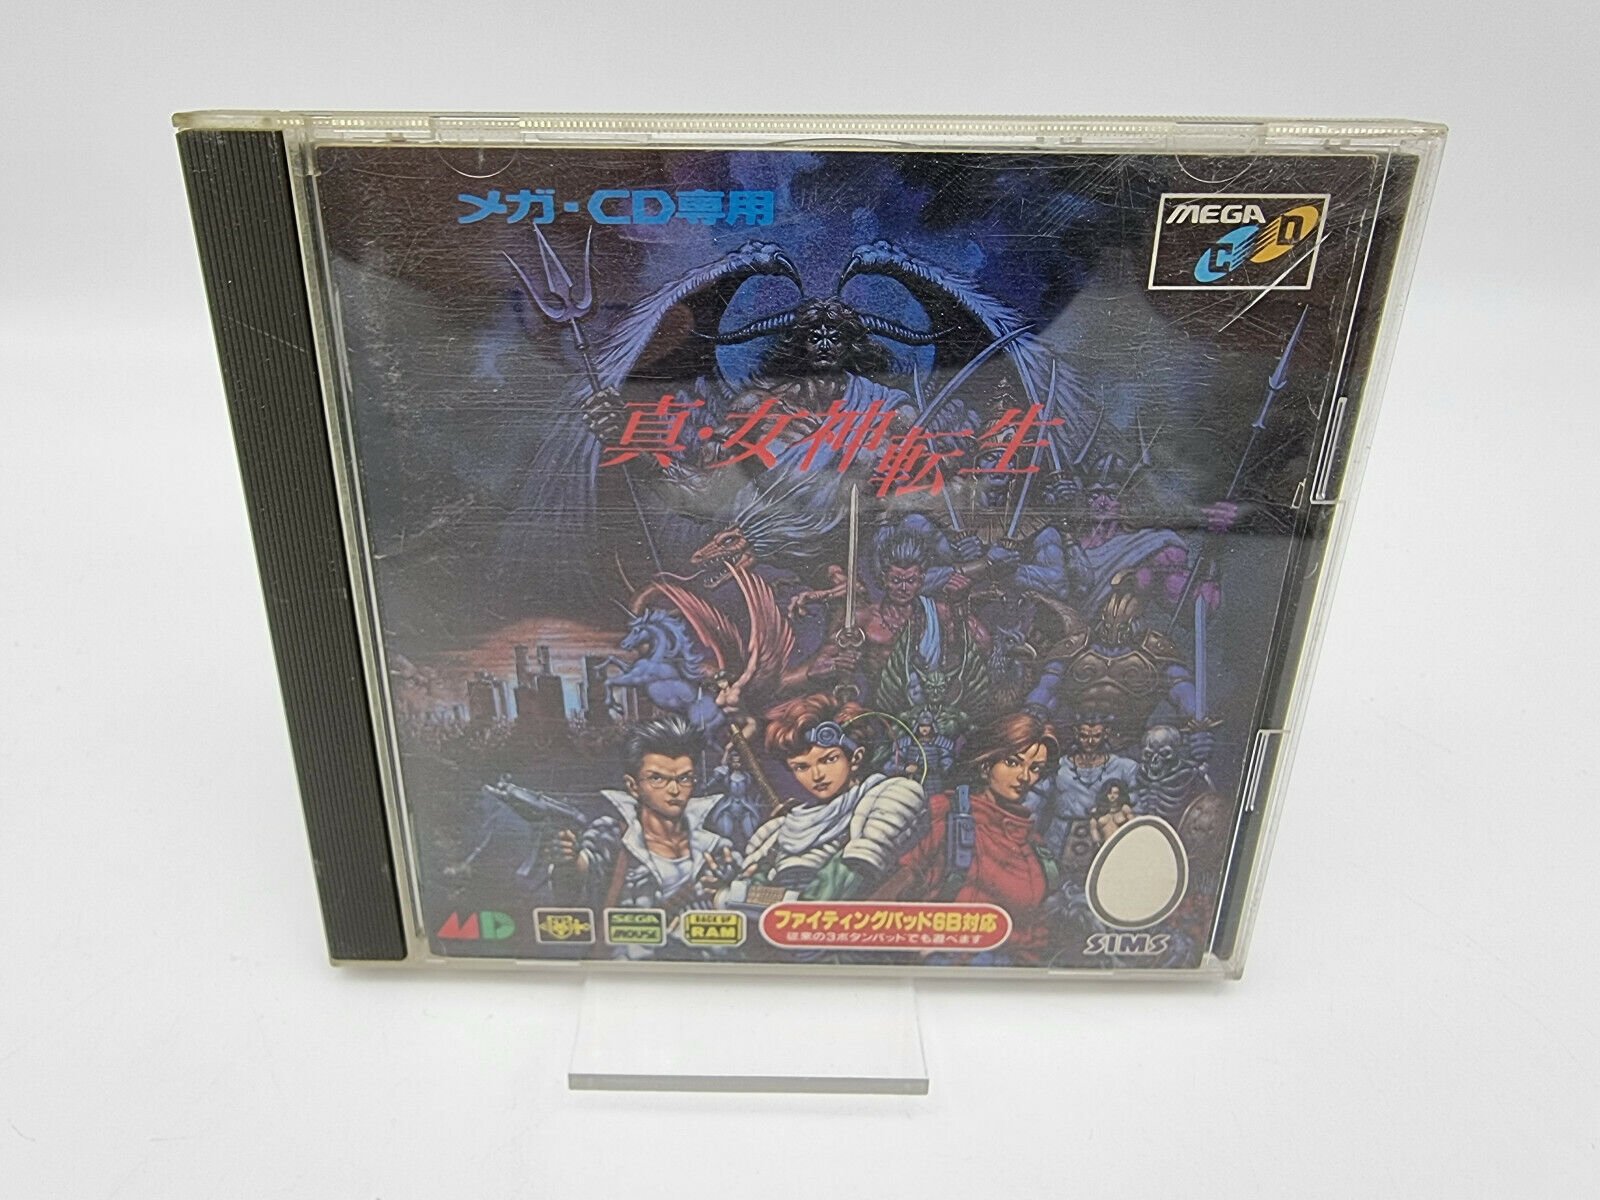 メガ・CD専用
MEGA
CD
真・女神転生
MD
SEGA
MOUSE
BACK UP
RAM
ファイティングパッド6B対応
従来の3ボタンパッドでも遊べます
SIMS